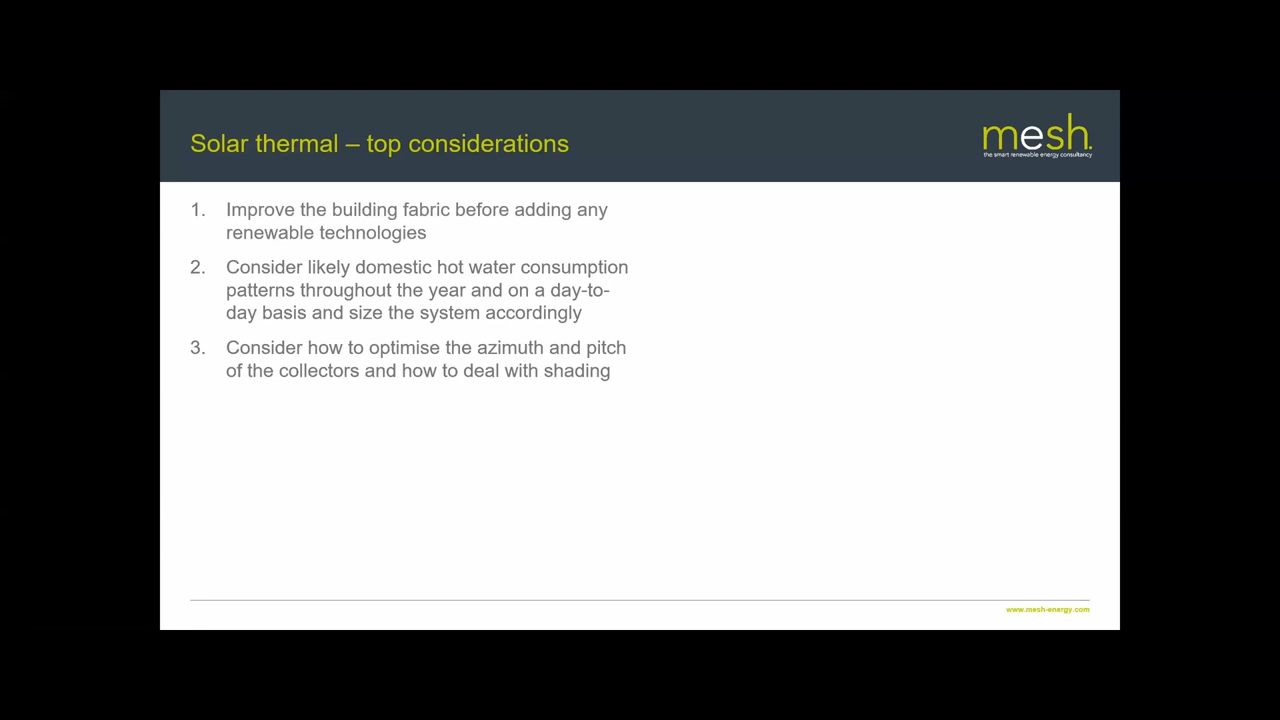 Solar thermal – top considerations
mesh.
the smart renewable energy consultancy
1. Improve the building fabric before adding any
renewable technologies
2. Consider likely domestic hot water consumption
patterns throughout the year and on a day-to-
day basis and size the system accordingly
3. Consider how to optimise the azimuth and pitch
of the collectors and how to deal with shading
www.mesh-energy.com